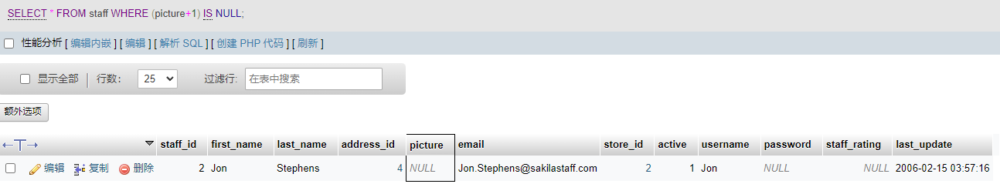 SELECT * FROM staff WHERE (picture+1) IS NULL;
性能分析 [ 编辑内嵌 ] [ 编辑 ] [ 解析 SQL ] [ 创建 PHP 代码 ] [ 刷新 ]
显示全部 行数： 25 过滤行: 在表中搜索
额外选项
←T→ staff_id first_name last_name address_id picture email store_id active username password staff_rating last_update
编辑 复制 删除 2 Jon Stephens 4 NULL Jon.Stephens@sakilastaff.com 2 1 Jon NULL NULL 2006-02-15 03:57:16